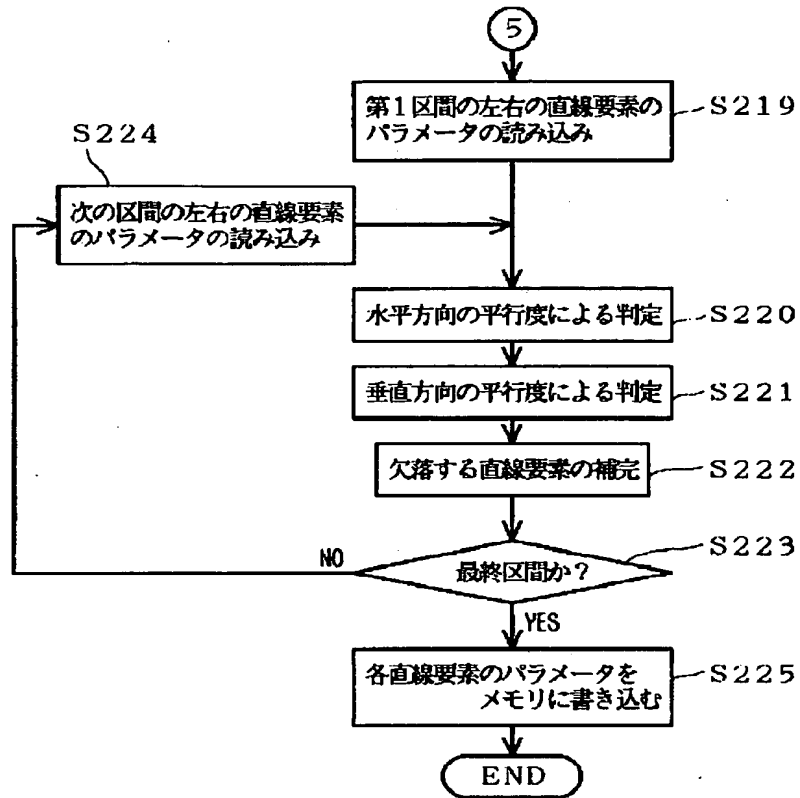 5
第1区間の左右の直線要素の
パラメータの読み込み
S219
S224
次の区間の左右の直線要素
のパラメータの読み込み
水平方向の平行度による判定
S220
垂直方向の平行度による判定
S221
欠落する直線要素の補完
S222
S223
NO
最終区間か?
YES
各直線要素のパラメータを
メモリに書き込む
S225
END